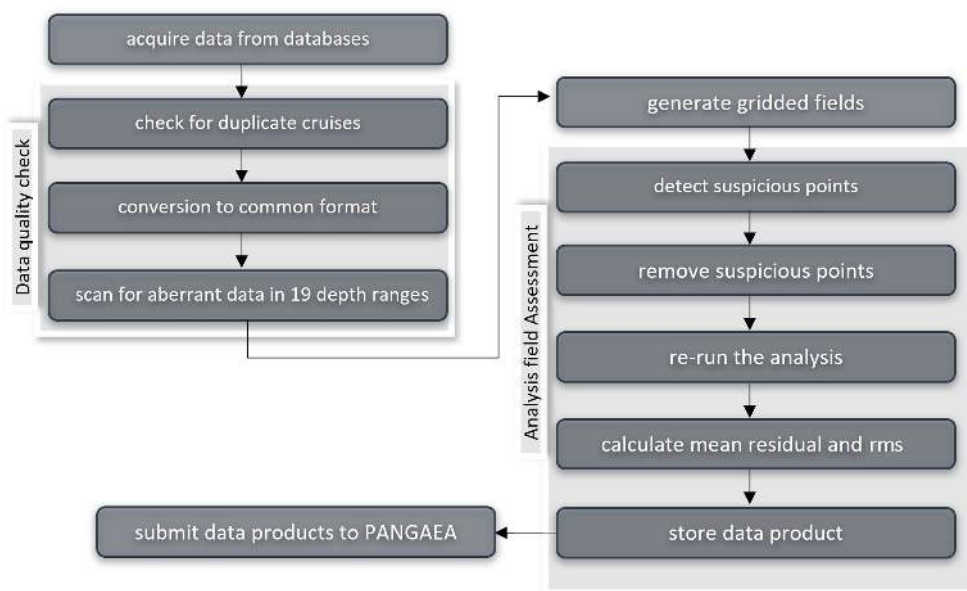 acquire data from databases
Data quality check
check for duplicate cruises
conversion to common format
scan for aberrant data in 19 depth ranges
generate gridded fields
Analysis field Assessment
detect suspicious points
remove suspicious points
re-run the analysis
calculate mean residual and rms
store data product
submit data products to PANGAEA